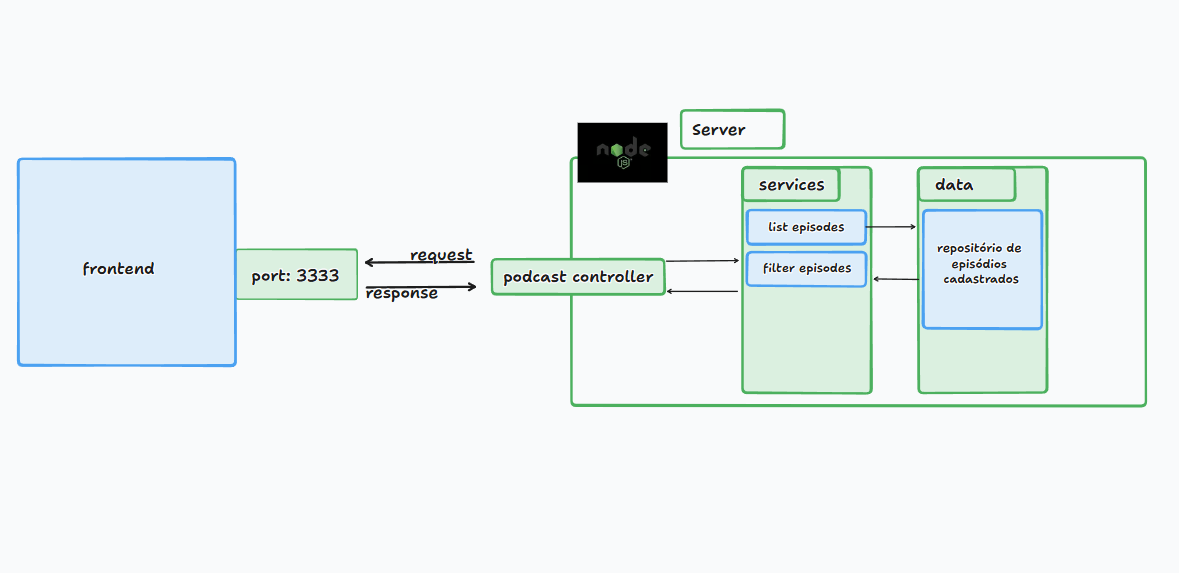 Server
node
JS
services
data
list episodes
filter episodes
repositório de
episódios
cadastrados
frontend
port: 3333
request
response
podcast controller